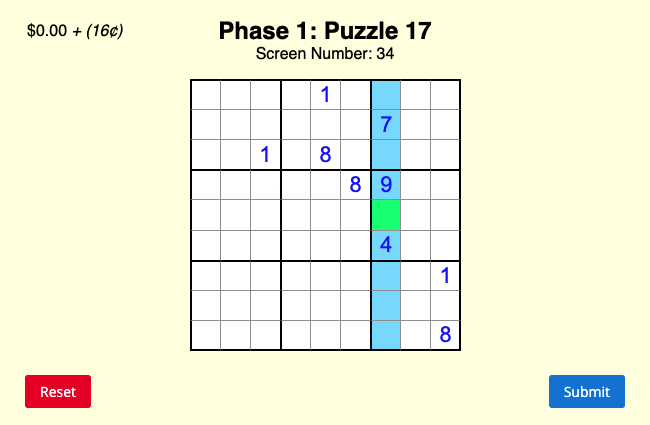 $0.00 + (16¢)
Phase 1: Puzzle 17
Screen Number: 34
1
7
1 8
8 9
4
1
8
Reset Submit